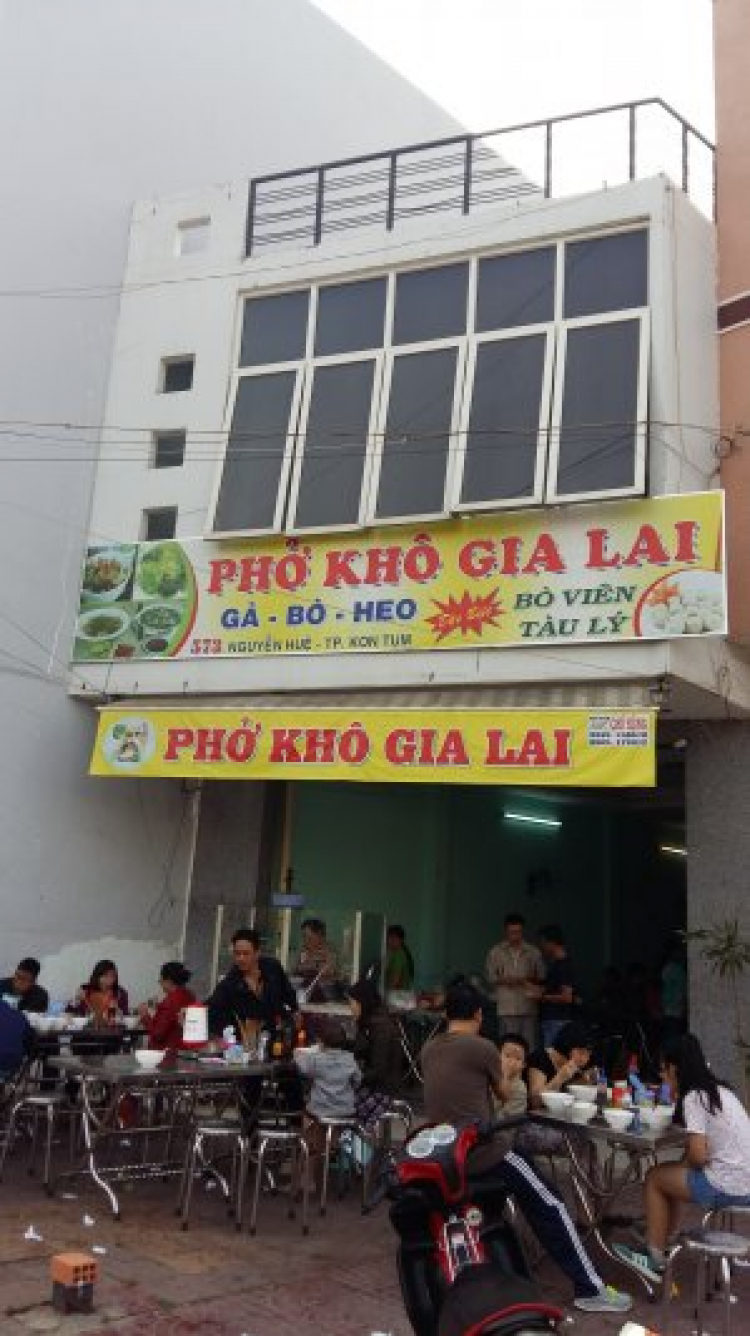 PHỞ KHÔ GIA LAI
GÀ - BÒ - HEO
BÒ VIÊN
TÀU LÝ
573 NGUYỄN HUỆ - TP. KON TUM
PHỞ KHÔ GIA LAI